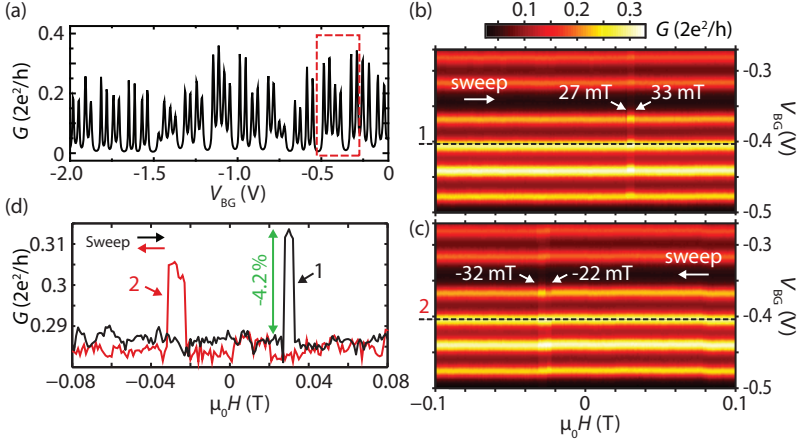 (a)
0.4
0.2
0
G (2e²/h)
-2.0 -1.5 -1.0 -0.5 0
V_BG (V)
(b)
0.1 0.2 0.3
G (2e²/h)
sweep
27 mT 33 mT
1
-0.3
-0.4
-0.5
V_BG (V)
(c)
sweep
-32 mT -22 mT
2
-0.3
-0.4
-0.5
V_BG (V)
-0.1 0 0.1
μ₀H (T)
(d)
0.31
0.3
0.29
G (2e²/h)
Sweep
2
-4.2%
1
-0.08 -0.04 0 0.04 0.08
μ₀H (T)